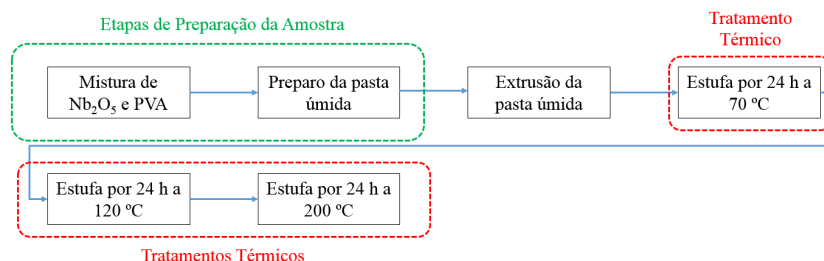 Etapas de Preparação da Amostra
Tratamento
Térmico
Mistura de
Nb₂O₅ e PVA
Preparo da pasta
úmida
Extrusão da
pasta úmida
Estufa por 24 h a
70 ºC
Estufa por 24 h a
120 ºC
Estufa por 24 h a
200 ºC
Tratamentos Térmicos